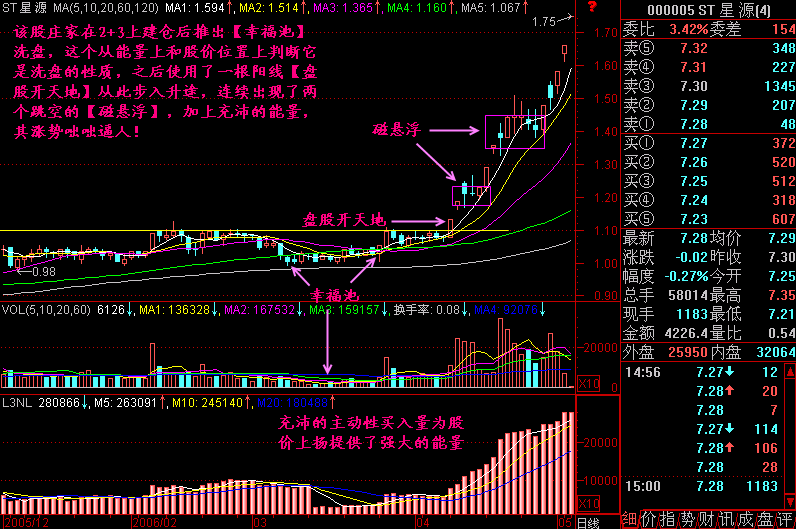 ST星源 MA(5,10,20,60,120) MA1: 1.594↑, MA2: 1.514↑, MA3: 1.365↑, MA4: 1.160↑, MA5: 1.067↑
1.75
该股庄家在2+3上建仓后推出【幸福池】
洗盘，这个从能量上和股价位置上判断它
是洗盘的性质，之后使用了一根阳线【盘
股开天地】从此步入升途，连续出现了两
个跳空的【磁悬浮】，加上充沛的能量，
其涨势咄咄逼人！
磁悬浮
盘股开天地
幸福池
0.98
1.70
1.60
1.50
1.40
1.30
1.20
1.10
1.00
0.90
VOL(5,10,20,60) 6126↓, MA1: 136328↓, MA2: 167532↓, MA3: 159157↓, 换手率: 0.08↓, MA4: 92076↓
20000
X10
L3NL 280866↓, M5: 263091↑, M10: 245140↑, M20: 180488↑
充沛的主动性买入量为股
价上扬提供了强大的能量
20000
10000
X10
2005/12 2006/02 03 04 05 日线
?
000005 ST星源(4)
委比 3.42% 委差 154
卖⑤ 7.32 348
卖④ 7.31 227
卖③ 7.30 1345
卖② 7.29 207
卖① 7.28 48
买① 7.27 372
买② 7.26 520
买③ 7.25 512
买④ 7.24 318
买⑤ 7.23 607
最新 7.28 均价 7.29
涨跌 -0.02 昨收 7.30
幅度 -0.27% 今开 7.25
总手 58014 最高 7.35
现手 1183 最低 7.21
金额 4226.4 量比 0.54
外盘 25950 内盘 32064
14:56 7.27↓ 12
7.28↑ 20
7.28 7
7.27↓ 114
7.28↑ 106
7.28 28
15:00 7.28 1183
细价指势财讯成盘评